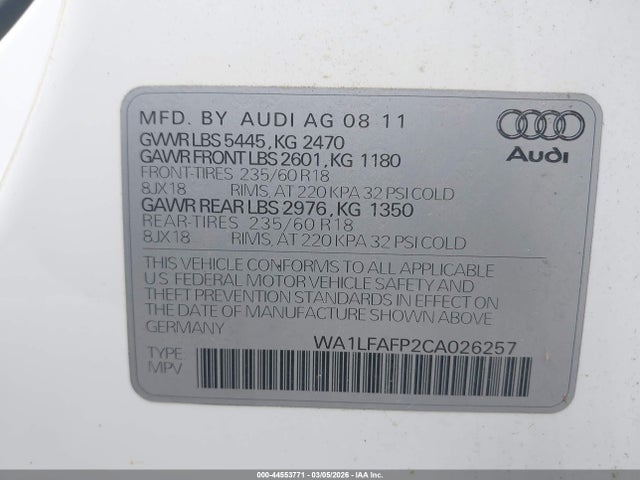 MFD. BY AUDI AG 08 11
GVWR LBS 5445, KG 2470
GAWR FRONT LBS 2601, KG 1180
FRONT-TIRES 235/60 R18
8JX18 RIMS, AT 220 KPA 32 PSI COLD
GAWR REAR LBS 2976, KG 1350
REAR-TIRES 235/60 R18
8JX18 RIMS, AT 220 KPA 32 PSI COLD
Audi
THIS VEHICLE CONFORMS TO ALL APPLICABLE
U.S. FEDERAL MOTOR VEHICLE SAFETY AND
THEFT PREVENTION STANDARDS IN EFFECT ON
THE DATE OF MANUFACTURE SHOWN ABOVE.
GERMANY
WA1LFAFP2CA026257
TYPE:
MPV
000-44553771 - 03/05/2026 - IAA Inc.